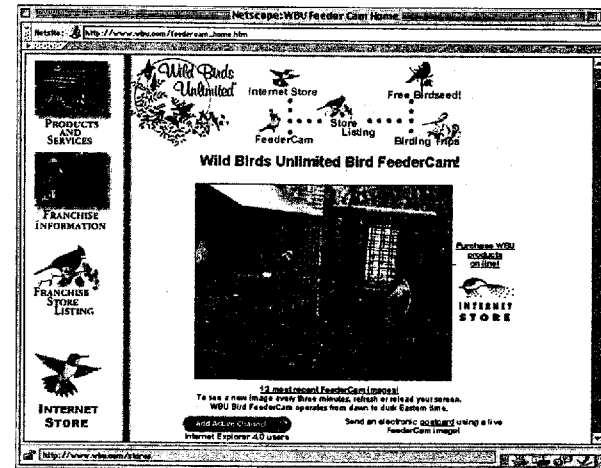 Netscape:WBU Feeder Cam Home
Netsite: http://www.wbu.com/feedercam_home.htm
PRODUCTS
AND
SERVICES
FRANCHISE
INFORMATION
FRANCHISE
STORE
LISTING
INTERNET
STORE
Wild Birds
Unlimited
Internet Store
Free Birdseed!
FeederCam
Store
Listing
Birding Trips
Wild Birds Unlimited Bird FeederCam!
Purchase WBU
products
on-line!
INTERNET
STORE
12 most recent FeederCam images!
To see a new image every three minutes, refresh or reload your screen.
WBU Bird FeederCam operates from dawn to dusk Eastern time.
Add Active Channel
Internet Explorer 4.0 users
Send an electronic postcard using a live
FeederCam image!
http://www.wbu.com/stores